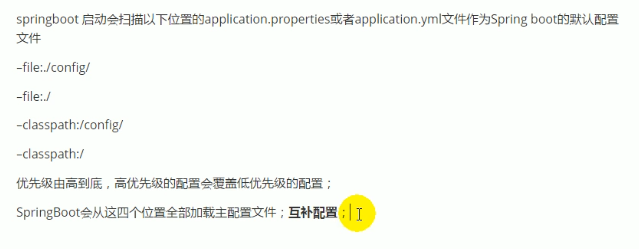 springboot 启动会扫描以下位置的application.properties或者application.yml文件作为Spring boot的默认配置
文件
–file:./config/
–file:./
–classpath:/config/
–classpath:/
优先级由高到底，高优先级的配置会覆盖低优先级的配置；
SpringBoot会从这四个位置全部加载主配置文件；互补配置；